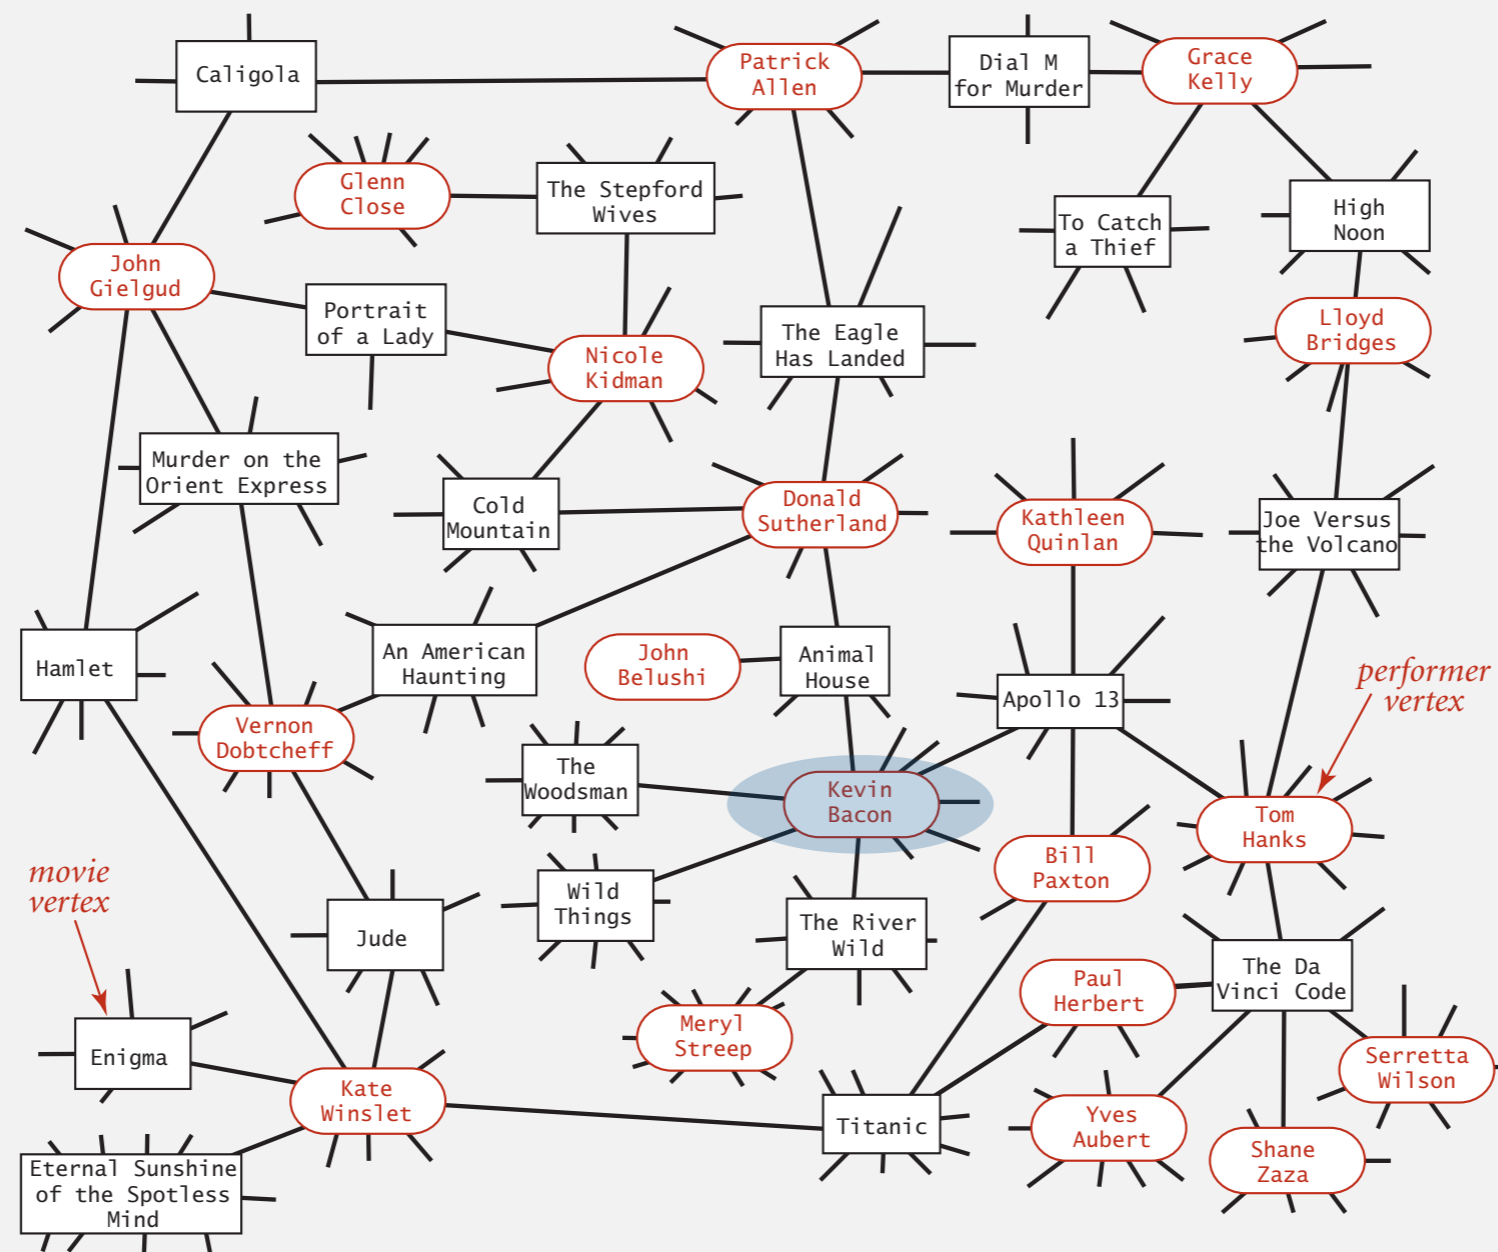 Caligola
Patrick
Allen
Dial M
for Murder
Grace
Kelly
Glenn
Close
The Stepford
Wives
To Catch
a Thief
High
Noon
John
Gielgud
Portrait
of a Lady
Nicole
Kidman
The Eagle
Has Landed
Lloyd
Bridges
Murder on the
Orient Express
Cold
Mountain
Donald
Sutherland
Kathleen
Quinlan
Joe Versus
the Volcano
Hamlet
An American
Haunting
John
Belushi
Animal
House
Apollo 13
performer
vertex
Vernon
Dobtcheff
The
Woodsman
Kevin
Bacon
Tom
Hanks
movie
vertex
Bill
Paxton
Wild
Things
Jude
The River
Wild
Paul
Herbert
The Da
Vinci Code
Enigma
Meryl
Streep
Serretta
Wilson
Kate
Winslet
Titanic
Yves
Aubert
Shane
Zaza
Eternal Sunshine
of the Spotless
Mind